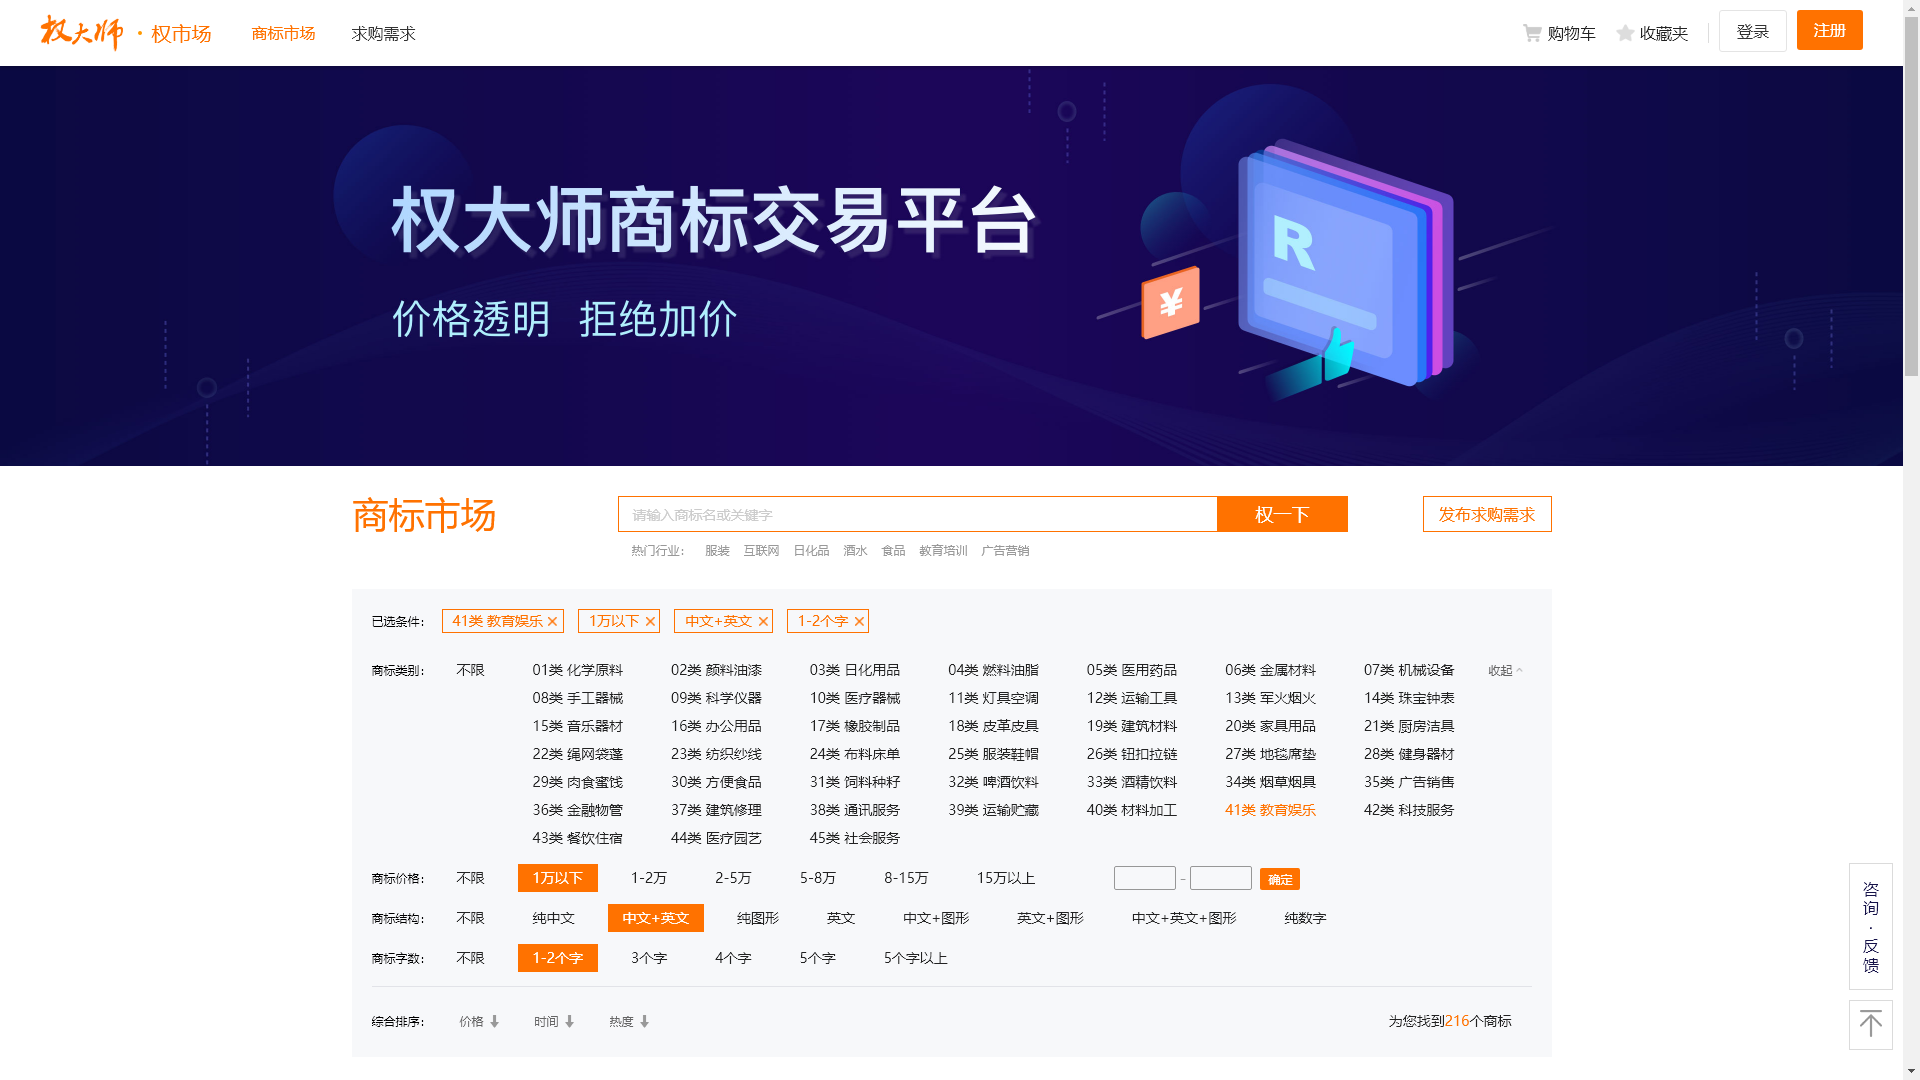 权大师 · 权市场 商标市场 求购需求 购物车 收藏夹 登录 注册
权大师商标交易平台
价格透明 拒绝加价
R
¥
商标市场 请输入商标名或关键字 权一下 发布求购需求
热门行业: 服装 互联网 日化品 酒水 食品 教育培训 广告营销
已选条件: 41类 教育娱乐 1万以下 中文+英文 1-2个字
商标类别: 不限 01类 化学原料 02类 颜料油漆 03类 日化用品 04类 燃料油脂 05类 医用药品 06类 金属材料 07类 机械设备 收起
08类 手工器械 09类 科学仪器 10类 医疗器械 11类 灯具空调 12类 运输工具 13类 军火烟火 14类 珠宝钟表
15类 音乐器材 16类 办公用品 17类 橡胶制品 18类 皮革皮具 19类 建筑材料 20类 家具用品 21类 厨房洁具
22类 绳网袋蓬 23类 纺织纱线 24类 布料床单 25类 服装鞋帽 26类 钮扣拉链 27类 地毯席垫 28类 健身器材
29类 肉食蜜饯 30类 方便食品 31类 饲料种籽 32类 啤酒饮料 33类 酒精饮料 34类 烟草烟具 35类 广告销售
36类 金融物管 37类 建筑修理 38类 通讯服务 39类 运输贮藏 40类 材料加工 41类 教育娱乐 42类 科技服务
43类 餐饮住宿 44类 医疗园艺 45类 社会服务
商标价格: 不限 1万以下 1-2万 2-5万 5-8万 8-15万 15万以上 - 确定
商标结构: 不限 纯中文 中文+英文 纯图形 英文 中文+图形 英文+图形 中文+英文+图形 纯数字
商标字数: 不限 1-2个字 3个字 4个字 5个字 5个字以上
综合排序: 价格 时间 热度 为您找到216个商标
咨询·反馈